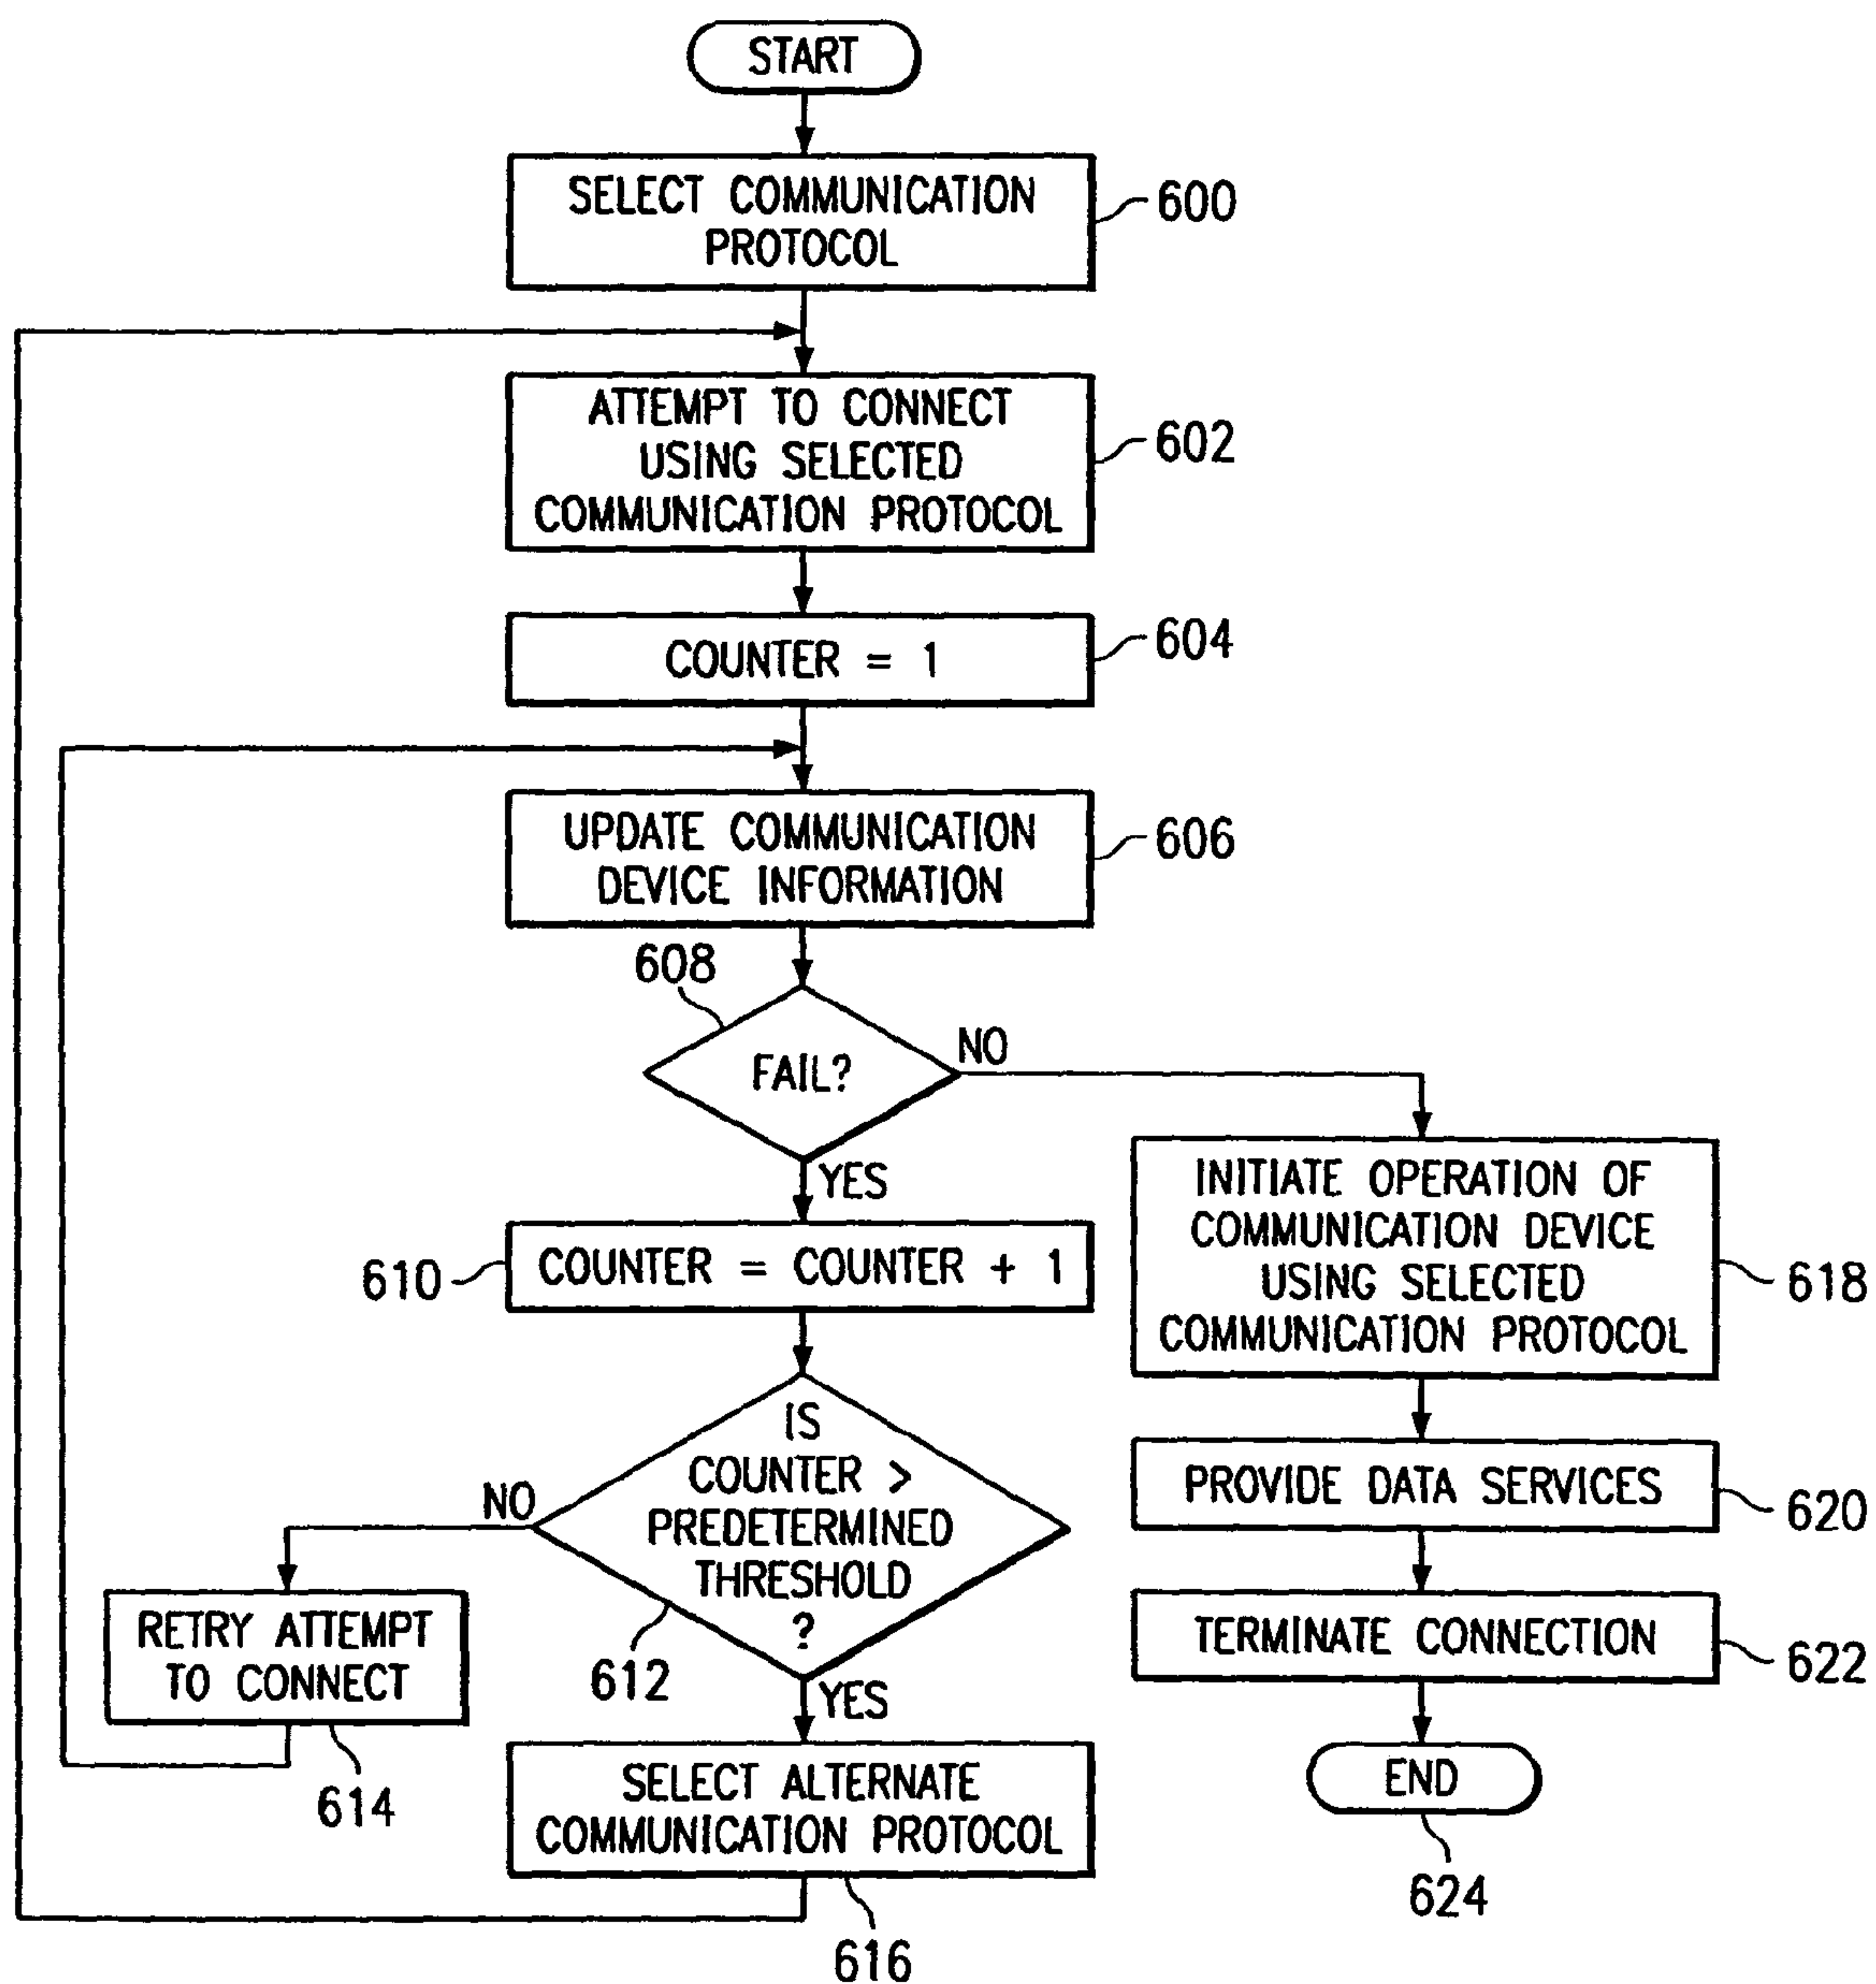 START
SELECT COMMUNICATION
PROTOCOL
600
ATTEMPT TO CONNECT
USING SELECTED
COMMUNICATION PROTOCOL
602
COUNTER = 1
604
UPDATE COMMUNICATION
DEVICE INFORMATION
606
608
FAIL?
NO
YES
610
COUNTER = COUNTER + 1
IS
COUNTER >
PREDETERMINED
THRESHOLD
?
612
NO
RETRY ATTEMPT
TO CONNECT
614
YES
SELECT ALTERNATE
COMMUNICATION PROTOCOL
616
INITIATE OPERATION OF
COMMUNICATION DEVICE
USING SELECTED
COMMUNICATION PROTOCOL
618
PROVIDE DATA SERVICES
620
TERMINATE CONNECTION
622
END
624